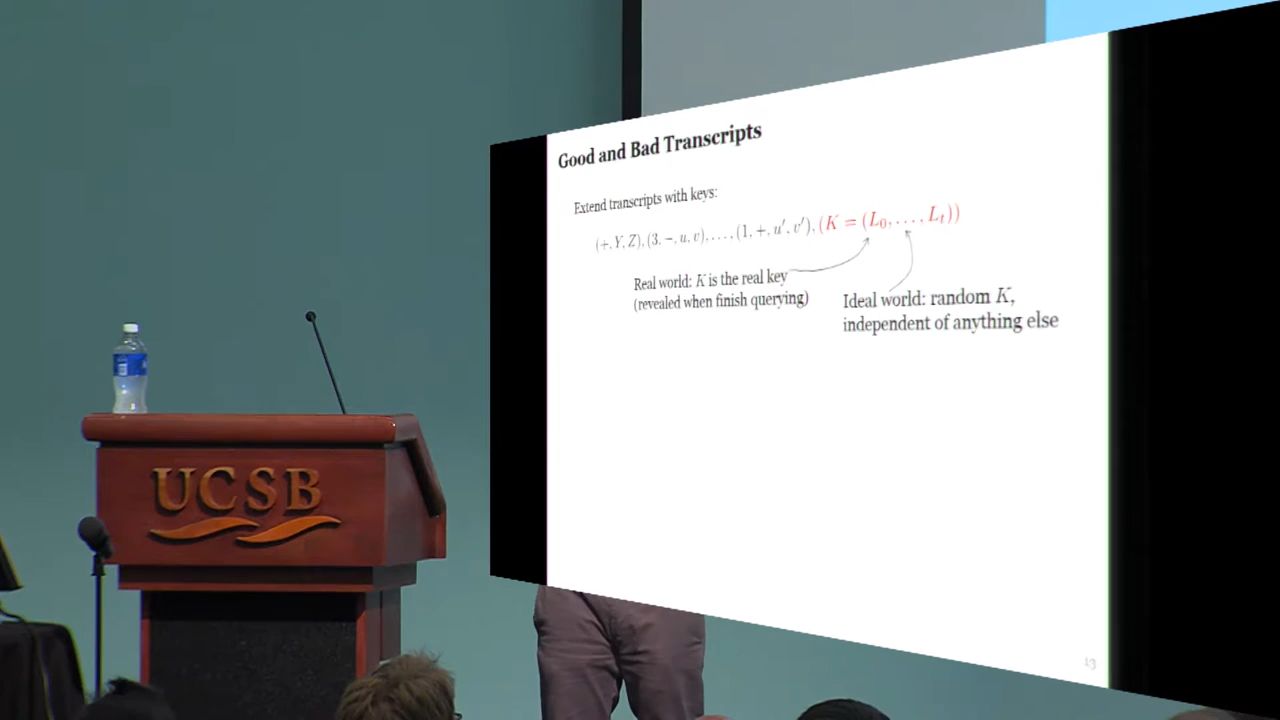 Good and Bad Transcripts
Extend transcripts with keys:
(+, Y, Z), (3, −, u, v), . . . , (1, +, u′, v′), (K = (L₀, . . . , Lₜ))
Real world: K is the real key
(revealed when finish querying)
Ideal world: random K,
independent of anything else
13
UCSB